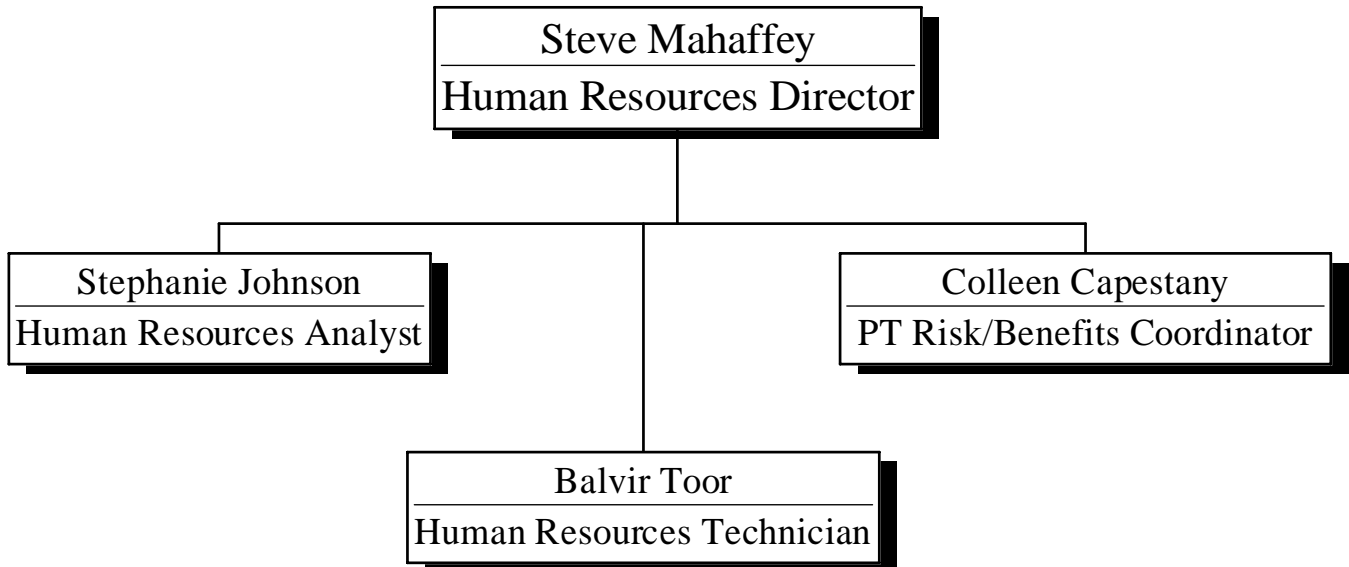 Steve Mahaffey
Human Resources Director
Stephanie Johnson
Human Resources Analyst
Colleen Capestany
PT Risk/Benefits Coordinator
Balvir Toor
Human Resources Technician